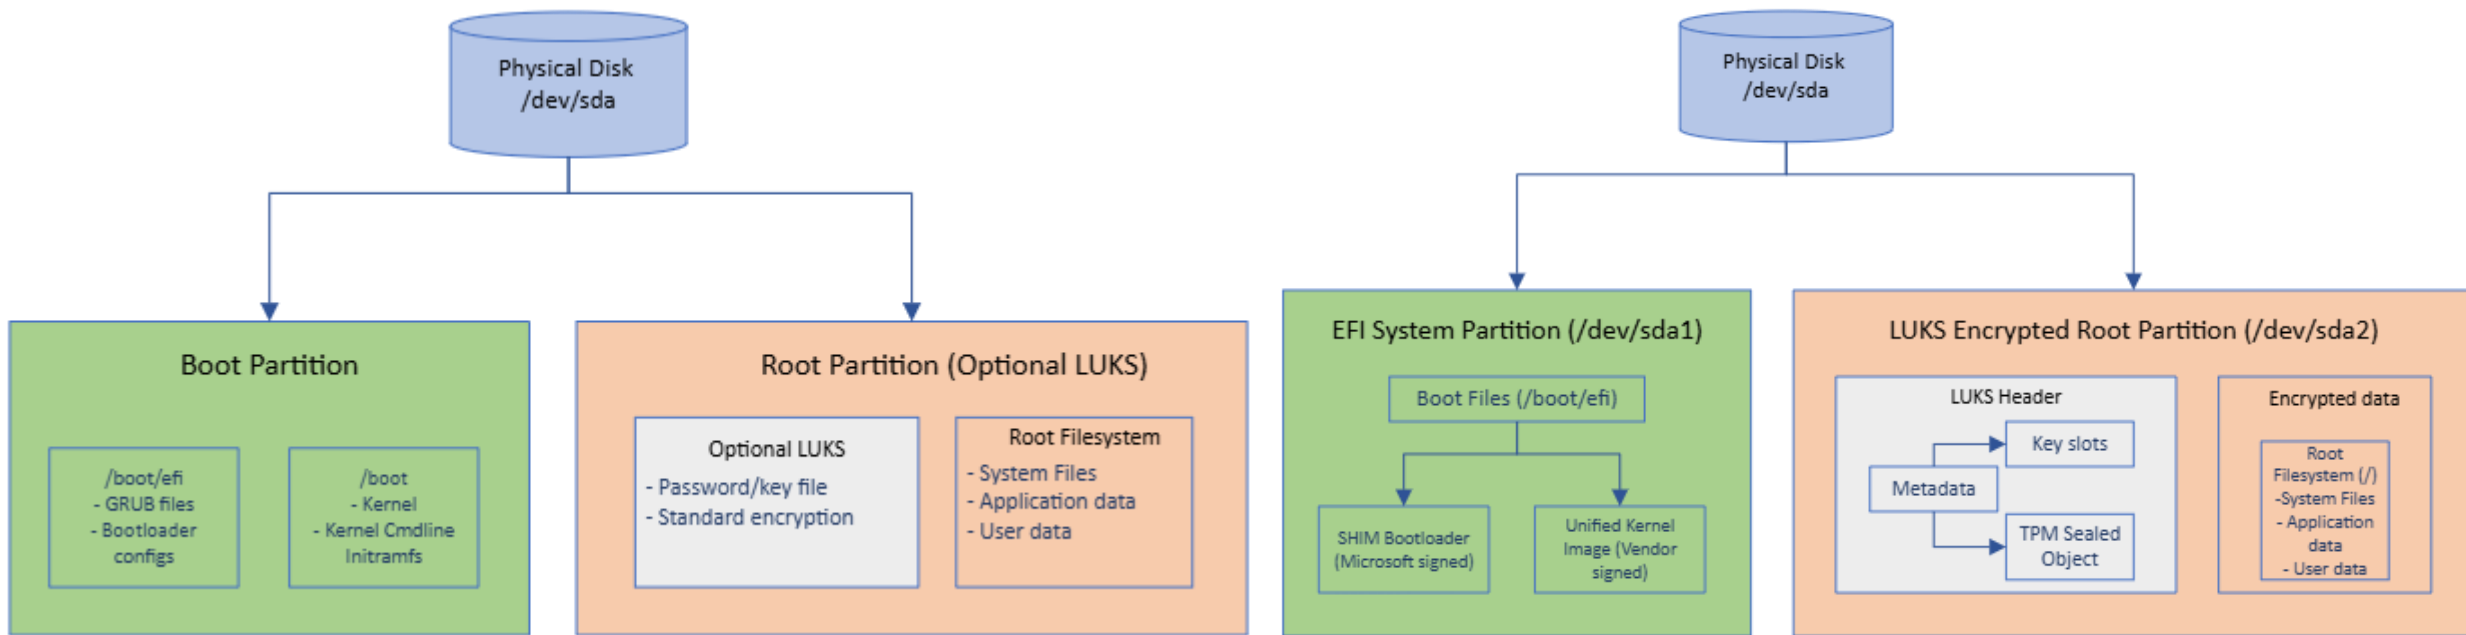 Physical Disk
/dev/sda
Boot Partition
/boot/efi
- GRUB files
- Bootloader
configs
/boot
- Kernel
- Kernel Cmdline
Initramfs
Root Partition (Optional LUKS)
Optional LUKS
- Password/key file
- Standard encryption
Root Filesystem
- System Files
- Application data
- User data
Physical Disk
/dev/sda
EFI System Partition (/dev/sda1)
Boot Files (/boot/efi)
SHIM Bootloader
(Microsoft signed)
Unified Kernel
Image (Vendor
signed)
LUKS Encrypted Root Partition (/dev/sda2)
LUKS Header
Metadata
Key slots
TPM Sealed
Object
Encrypted data
Root
Filesystem (/)
-System Files
- Application
data
- User data